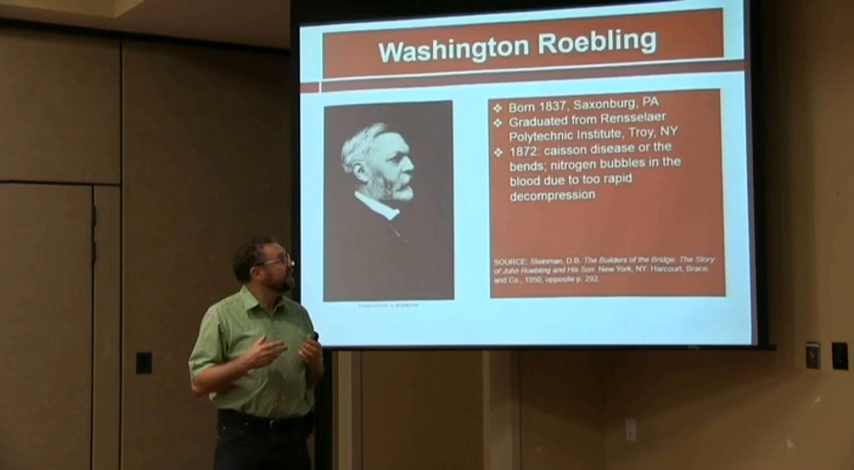 Washington Roebling
❖ Born 1837, Saxonburg, PA
❖ Graduated from Rensselaer
Polytechnic Institute, Troy, NY
❖ 1872: caisson disease or the
bends; nitrogen bubbles in the
blood due to too rapid
decompression
SOURCE: Steinman, D.B. The Builders of the Bridge: The Story
of John Roebling and His Son. New York, NY: Harcourt, Brace,
and Co., 1950, opposite p. 292.